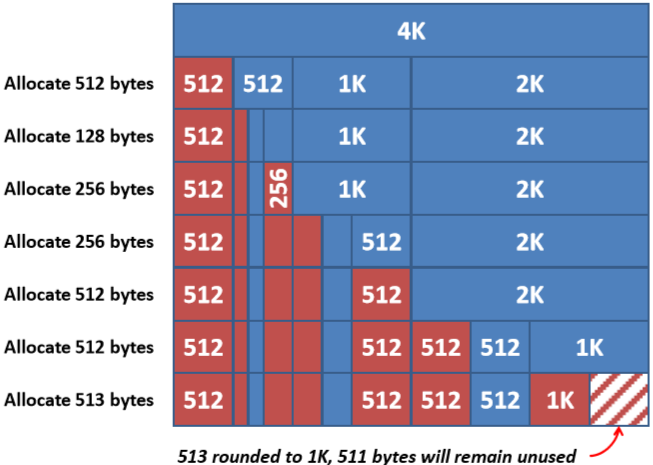 4K
Allocate 512 bytes 512 512 1K 2K
Allocate 128 bytes 512 1K 2K
Allocate 256 bytes 512 256 1K 2K
Allocate 256 bytes 512 512 2K
Allocate 512 bytes 512 512 2K
Allocate 512 bytes 512 512 512 512 1K
Allocate 513 bytes 512 512 512 512 1K
513 rounded to 1K, 511 bytes will remain unused